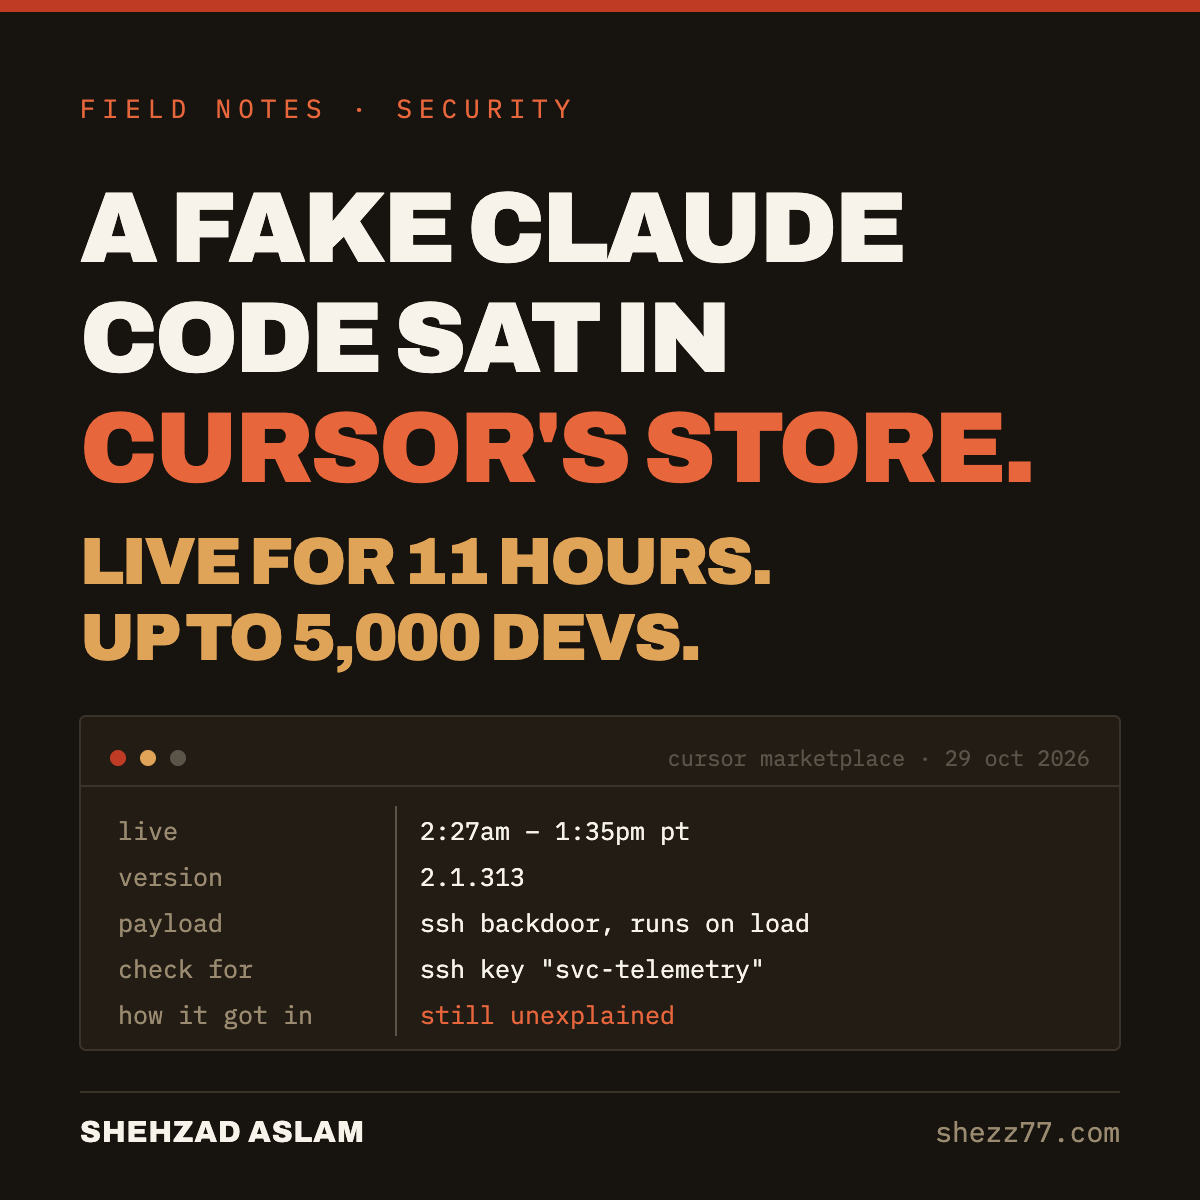 FIELD NOTES · SECURITY
A FAKE CLAUDE
CODE SAT IN
CURSOR'S STORE.
LIVE FOR 11 HOURS.
UP TO 5,000 DEVS.
cursor marketplace · 29 oct 2026
live 2:27am – 1:35pm pt
version 2.1.313
payload ssh backdoor, runs on load
check for ssh key "svc-telemetry"
how it got in still unexplained
SHEHZAD ASLAM shezz77.com